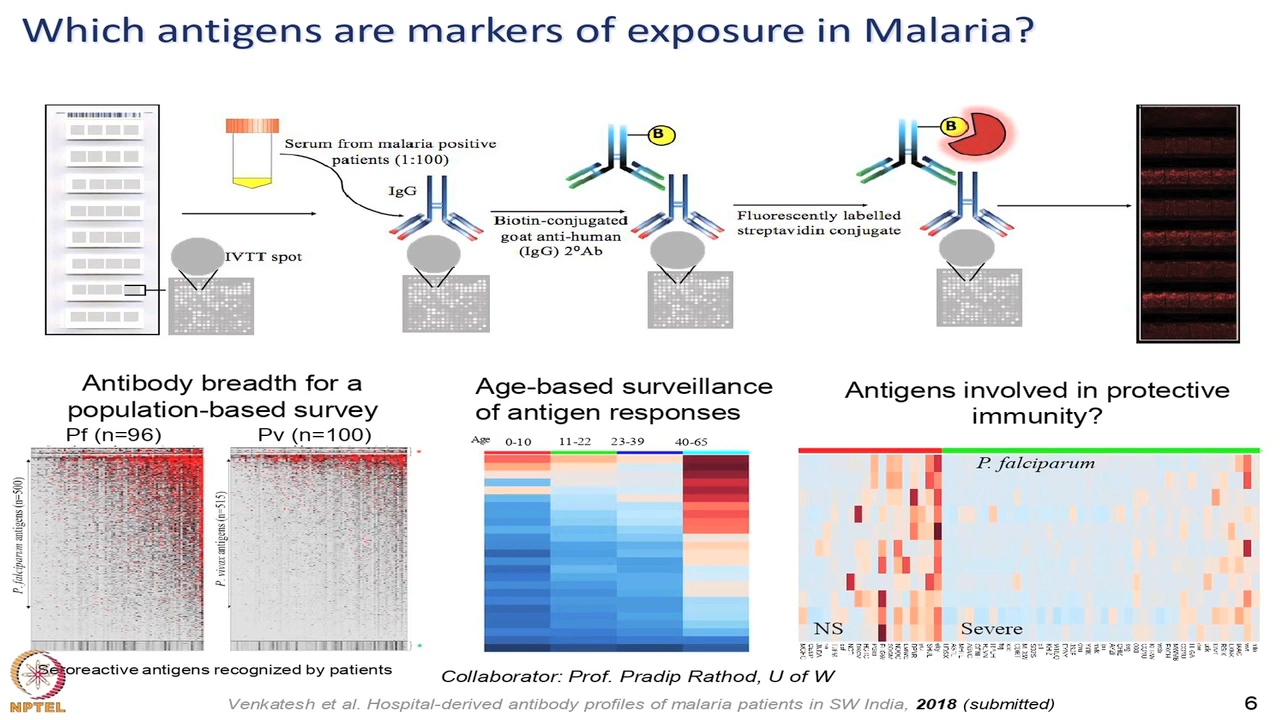 Which antigens are markers of exposure in Malaria?
Serum from malaria positive
patients (1:100)
IgG
IVTT spot
B
Biotin-conjugated
goat anti-human
(IgG) 2⁰Ab
B
Fluorescently labelled
streptavidin conjugate
Antibody breadth for a
population-based survey
Pf (n=96)
Pv (n=100)
P. falciparum antigens (n=500)
P. vivax antigens (n=515)
Seroreactive antigens recognized by patients
Age-based surveillance
of antigen responses
Age
0-10
11-22
23-39
40-65
Antigens involved in protective
immunity?
P. falciparum
NS
Severe
Collaborator: Prof. Pradip Rathod, U of W
NPTEL
Venkatesh et al. Hospital-derived antibody profiles of malaria patients in SW India, 2018 (submitted)
6